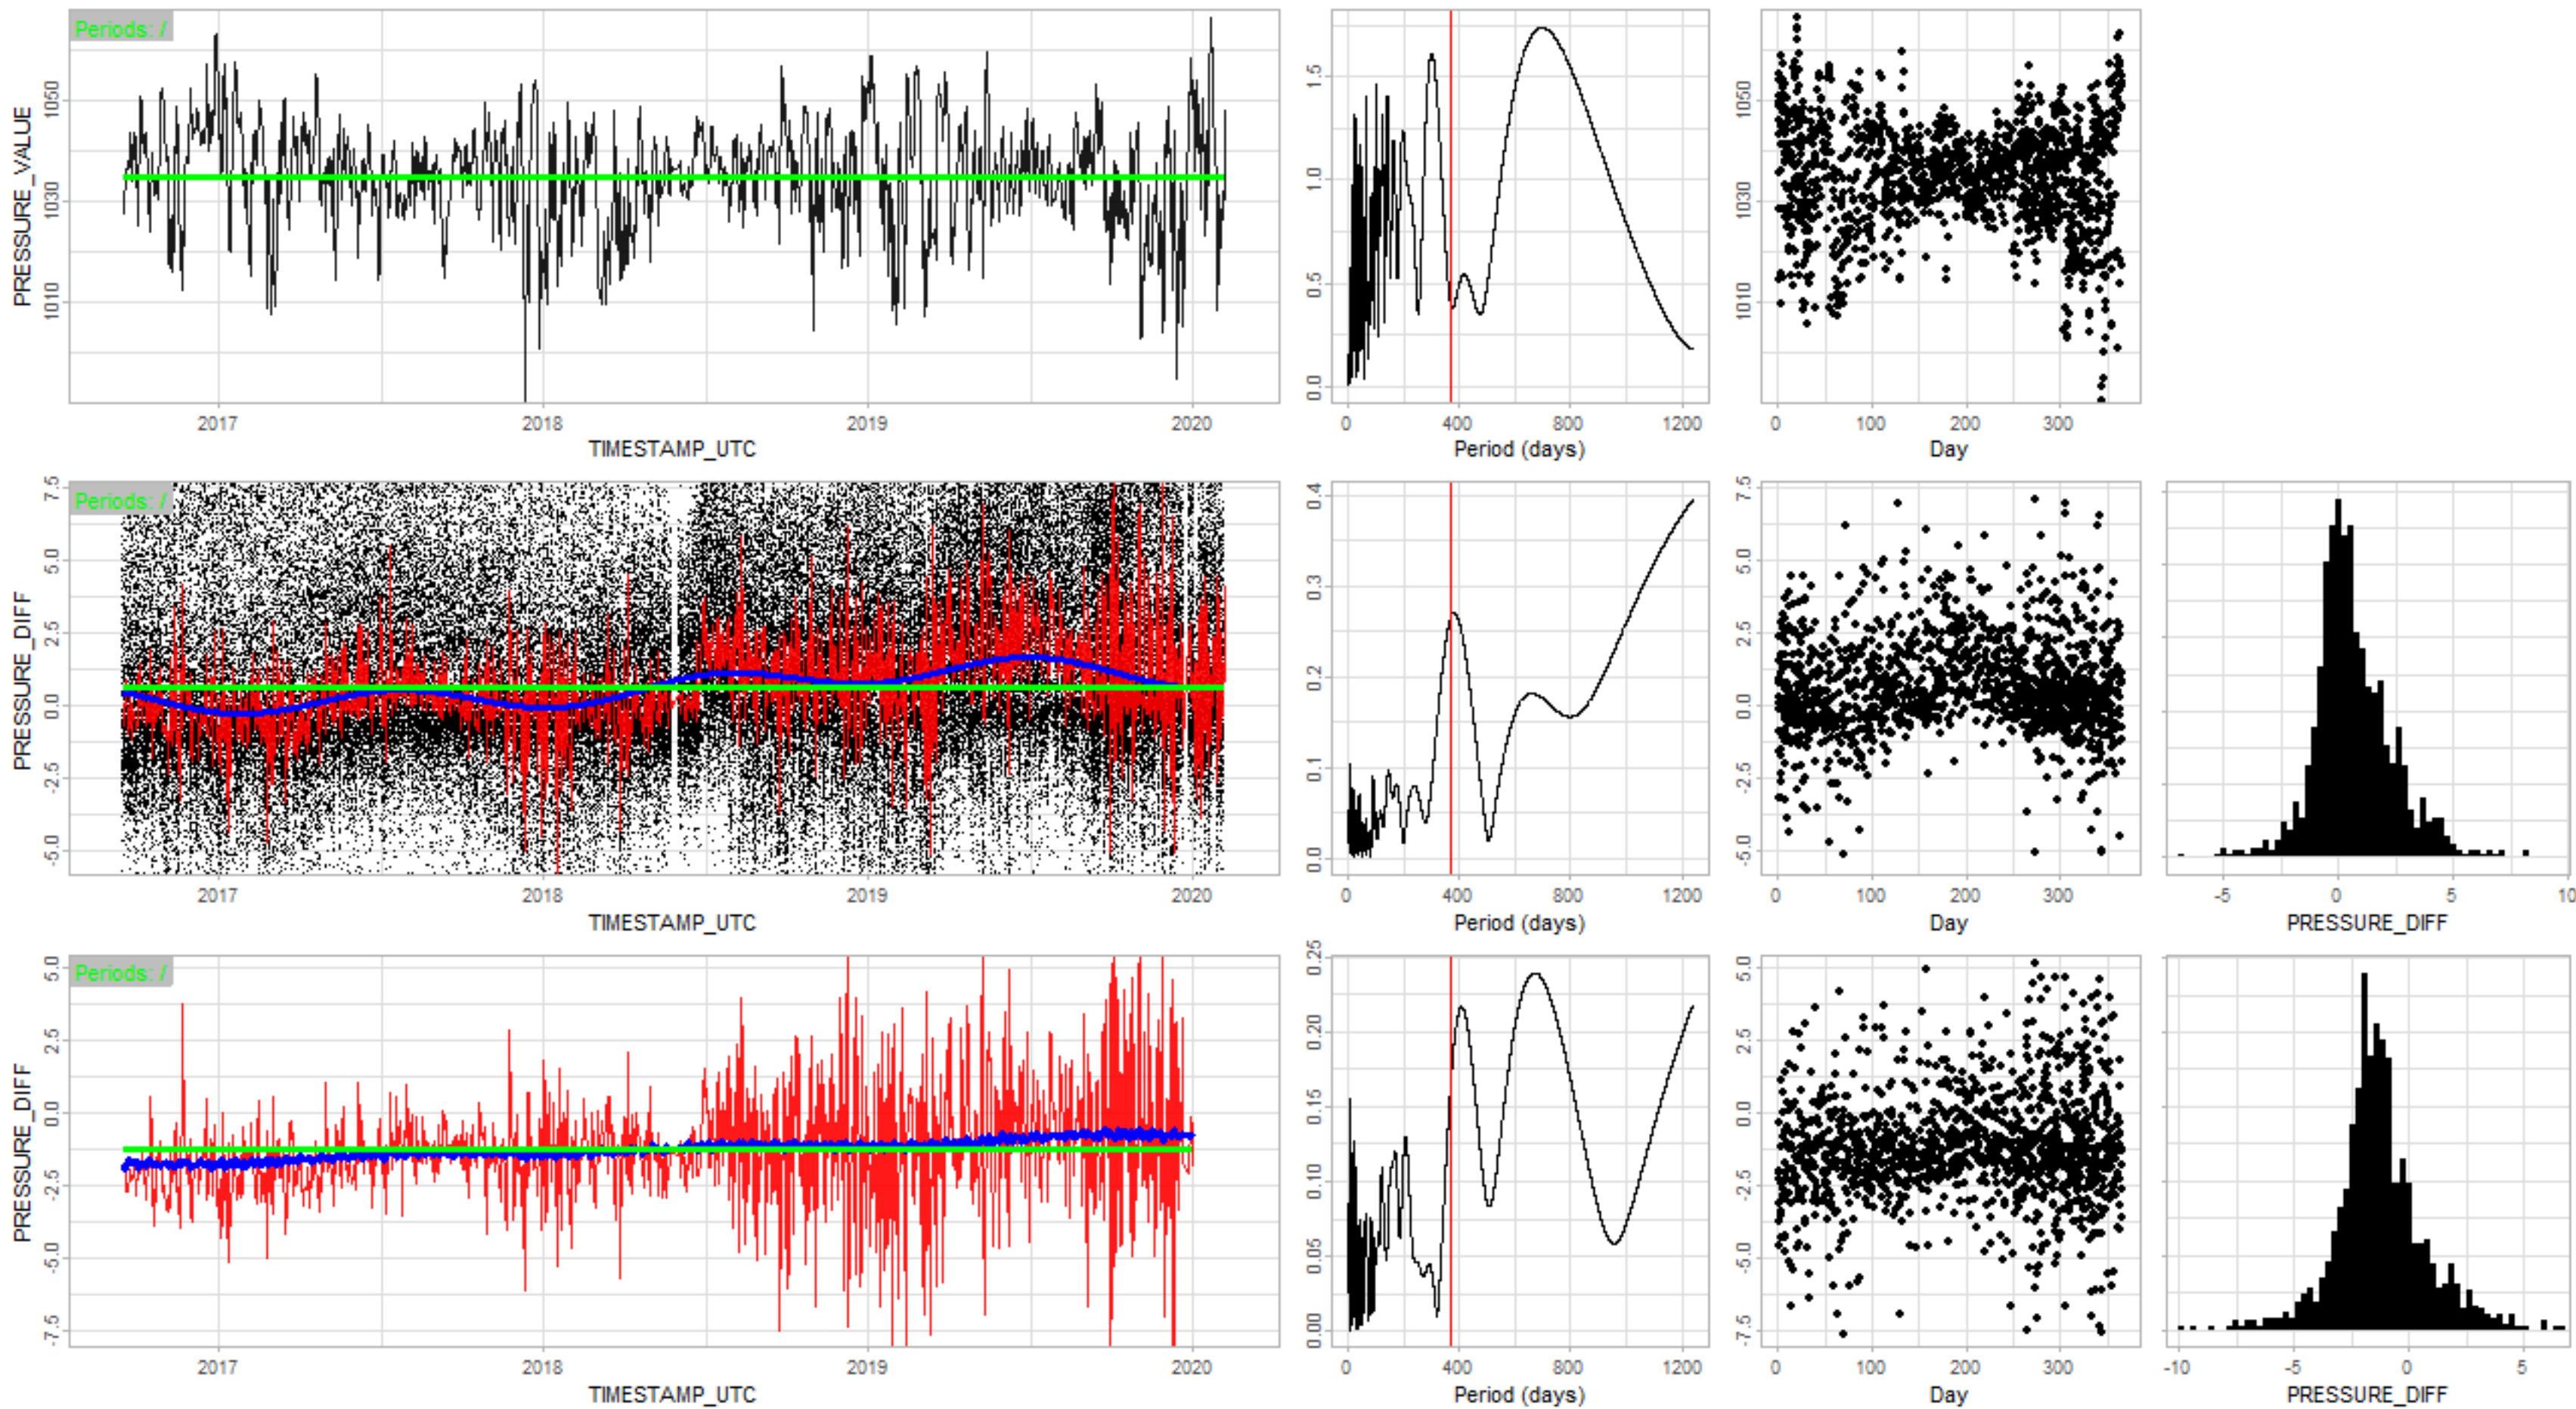 Periods: /
PRESSURE_VALUE
1050
1030
1010
2017 2018 2019 2020
TIMESTAMP_UTC
1.5
1.0
0.5
0.0
0 400 800 1200
Period (days)
1050
1030
1010
0 100 200 300
Day
Periods: /
PRESSURE_DIFF
7.5
5.0
2.5
0.0
-2.5
-5.0
2017 2018 2019 2020
TIMESTAMP_UTC
0.4
0.3
0.2
0.1
0.0
0 400 800 1200
Period (days)
7.5
5.0
2.5
0.0
-2.5
-5.0
0 100 200 300
Day
-5 0 5 10
PRESSURE_DIFF
Periods: /
PRESSURE_DIFF
5.0
2.5
0.0
-2.5
-5.0
-7.5
2017 2018 2019 2020
TIMESTAMP_UTC
0.25
0.20
0.15
0.10
0.05
0.00
0 400 800 1200
Period (days)
5.0
2.5
0.0
-2.5
-5.0
-7.5
0 100 200 300
Day
-10 -5 0 5
PRESSURE_DIFF